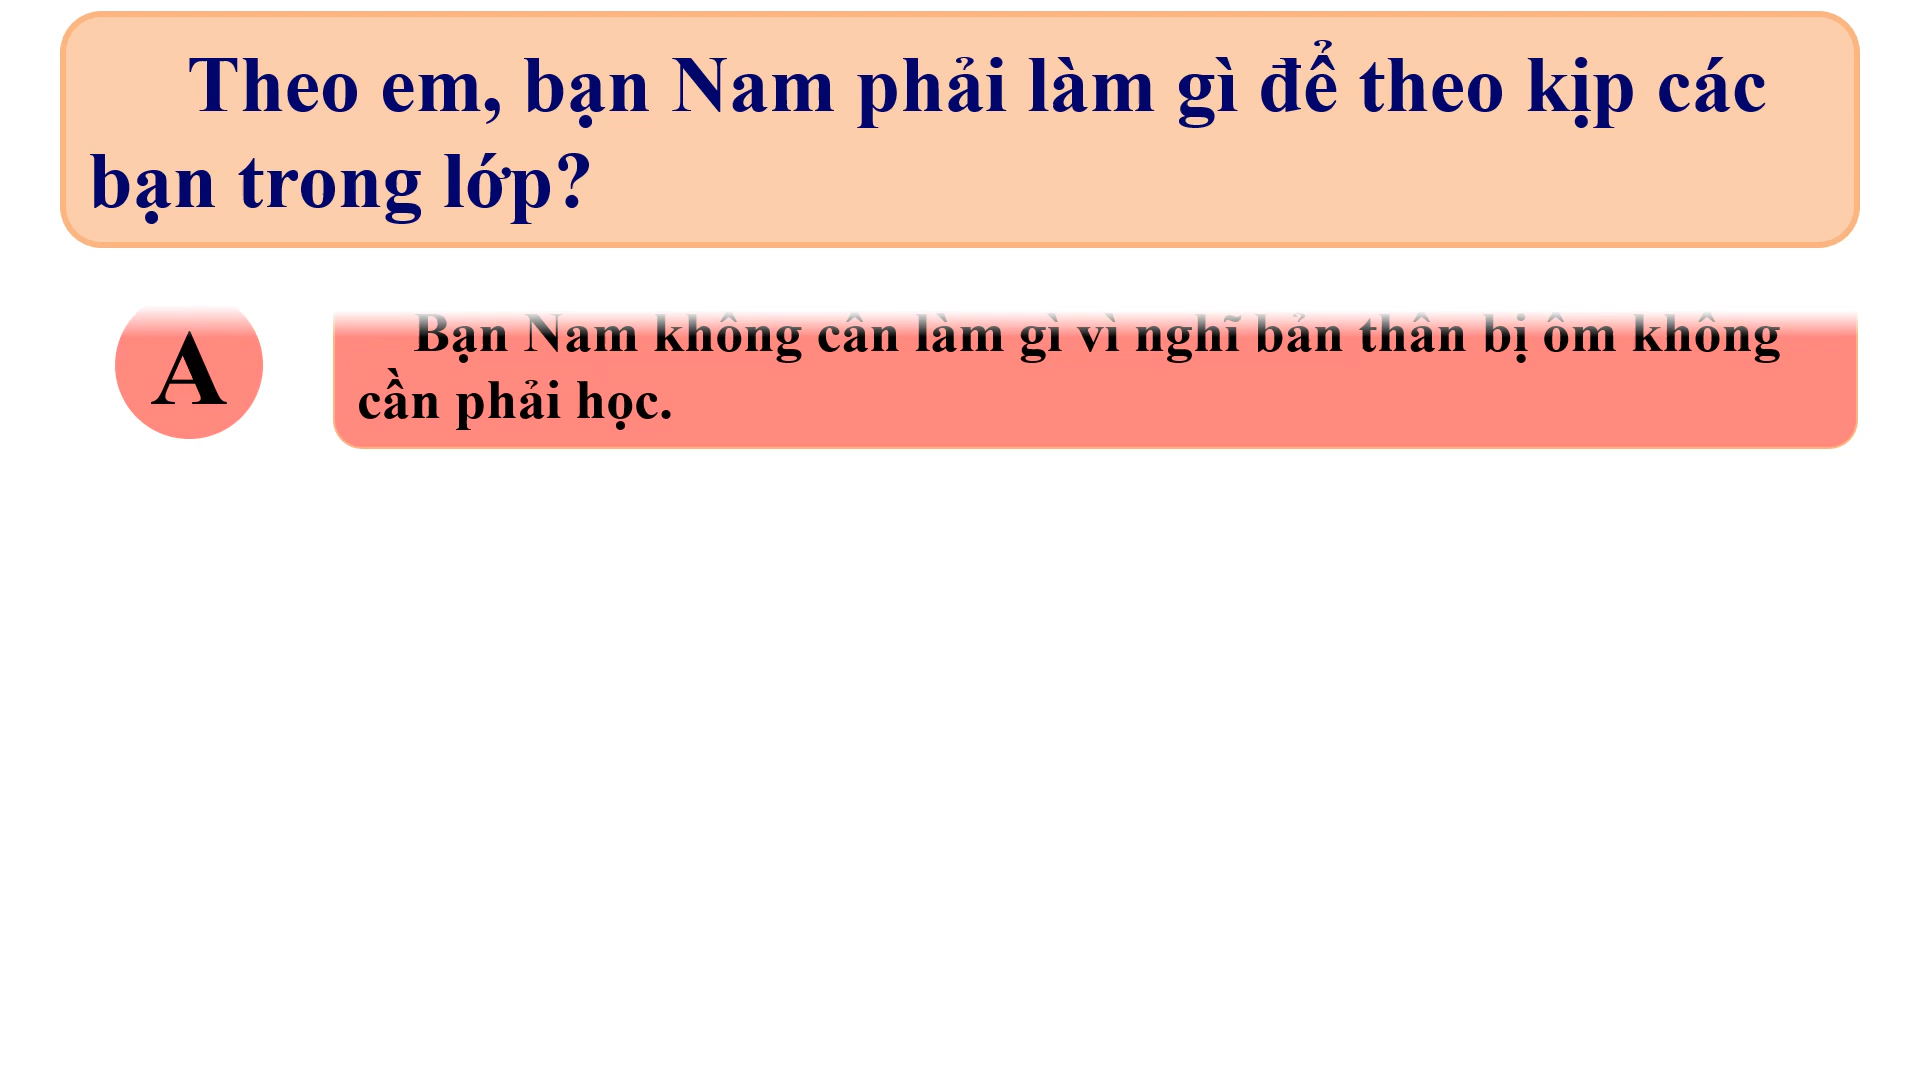 Theo em, bạn Nam phải làm gì để theo kịp các
bạn trong lớp?
A
Bạn Nam không cần làm gì vì nghĩ bản thân bị ốm không
cần phải học.